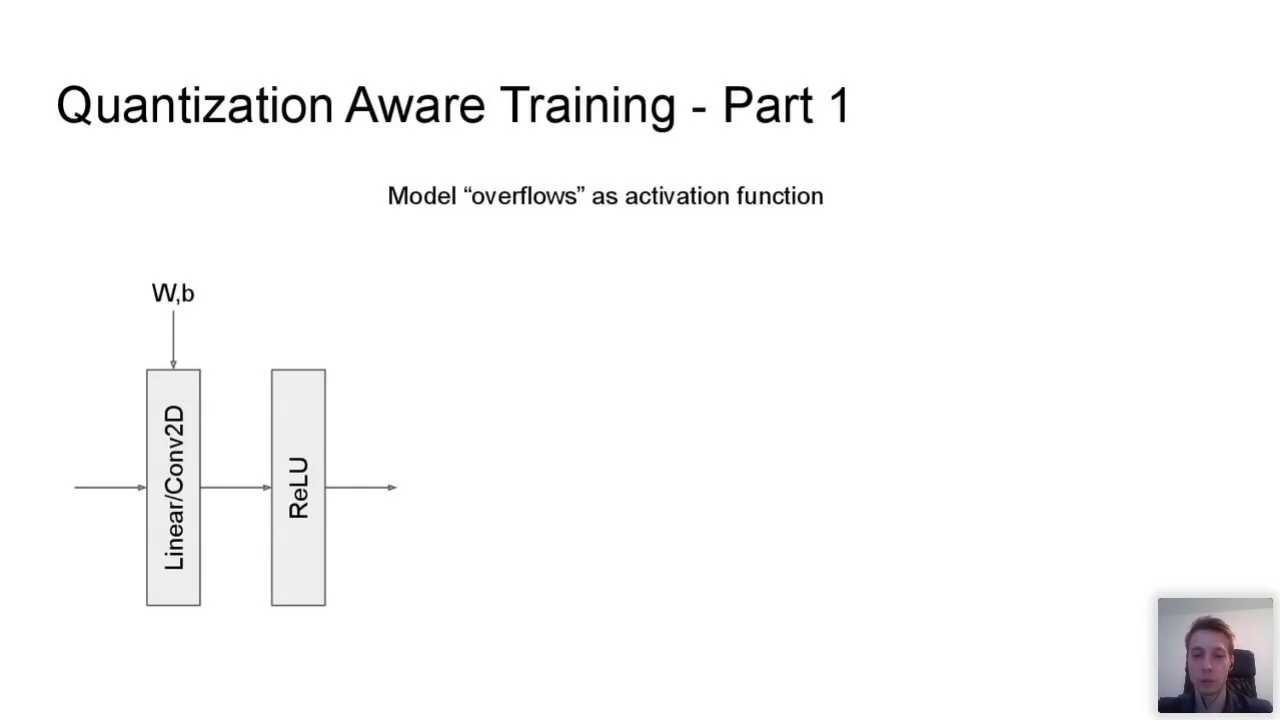 Quantization Aware Training - Part 1
Model “overflows” as activation function
W,b
Linear/Conv2D
ReLU